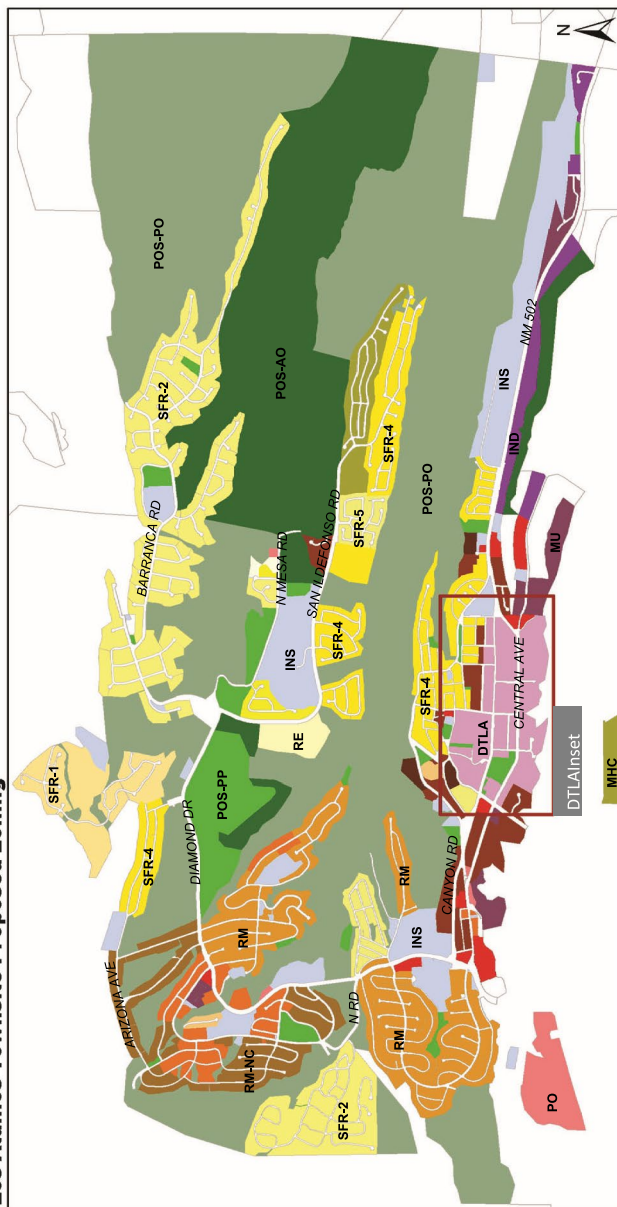 Los Alamos Townsite Proposed Zoning
N
SFR-1
SFR-4
ARIZONA AVE
DIAMOND DR
BARRANCA RD
SFR-2
POS-PO
POS-AO
POS-PP
RM
RM-NC
N RD
SFR-2
RE
INS
N MESA RD
SAN ILDEFONSO RD
SFR-4
SFR-5
SFR-4
POS-PO
RM
RM
INS
CANYON RD
SFR-4
DTLA
CENTRAL AVE
INS
NM 502
IND
MU
PO
DTLAInset
MHC